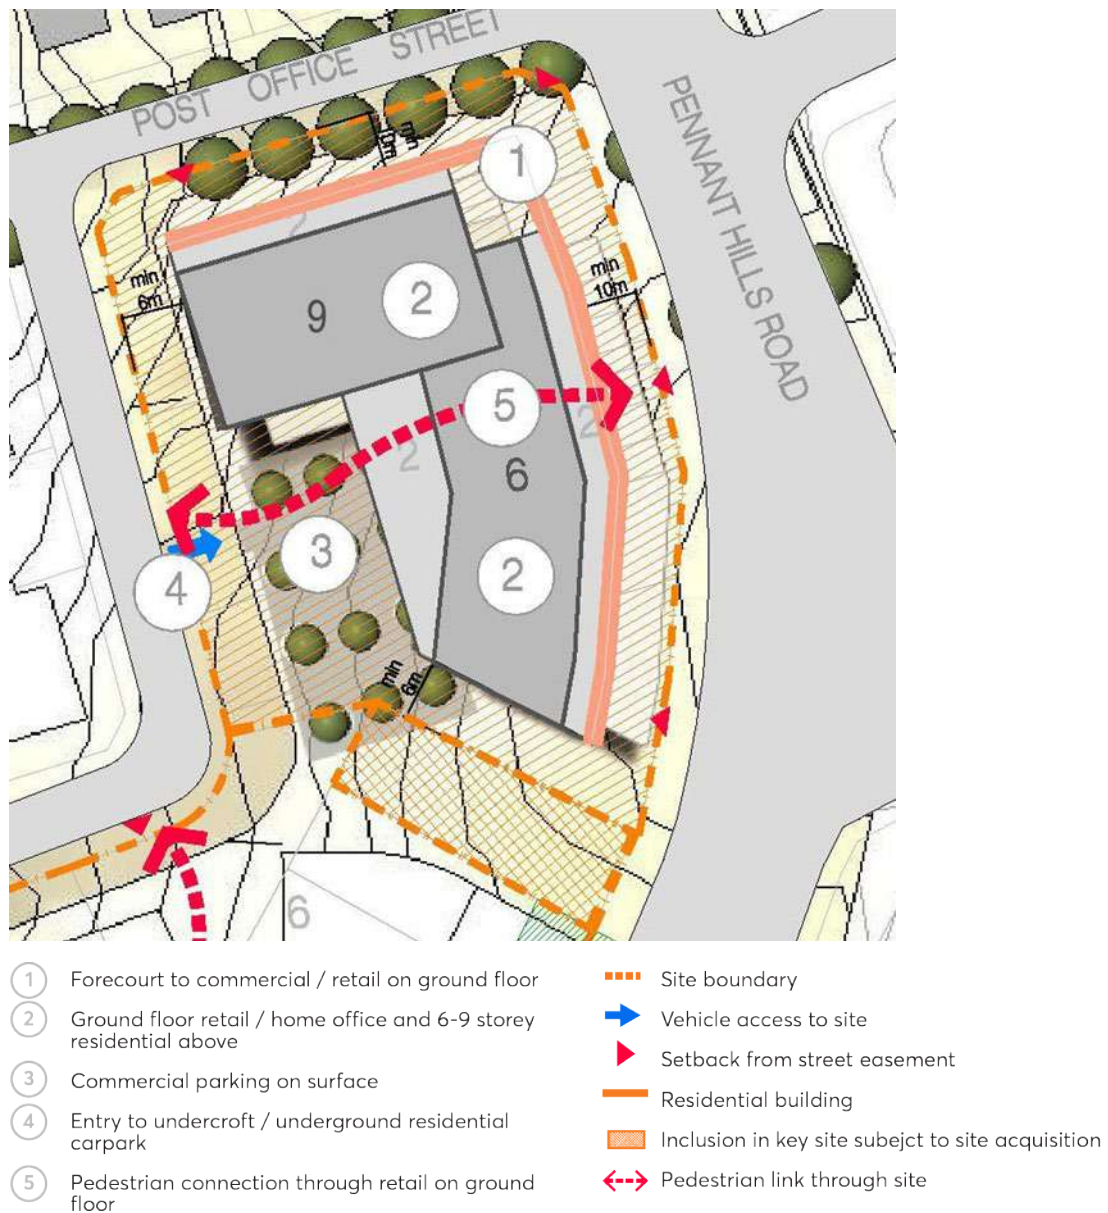 POST OFFICE STREET
PENNANT HILLS ROAD
min
10m
1
2
min
6m
9
2
min
10m
5
2
2
6
3
2
4
min
6m
6
1 Forecourt to commercial / retail on ground floor
2 Ground floor retail / home office and 6-9 storey
residential above
3 Commercial parking on surface
4 Entry to undercroft / underground residential
carpark
5 Pedestrian connection through retail on ground
floor
Site boundary
Vehicle access to site
Setback from street easement
Residential building
Inclusion in key site subejct to site acquisition
Pedestrian link through site